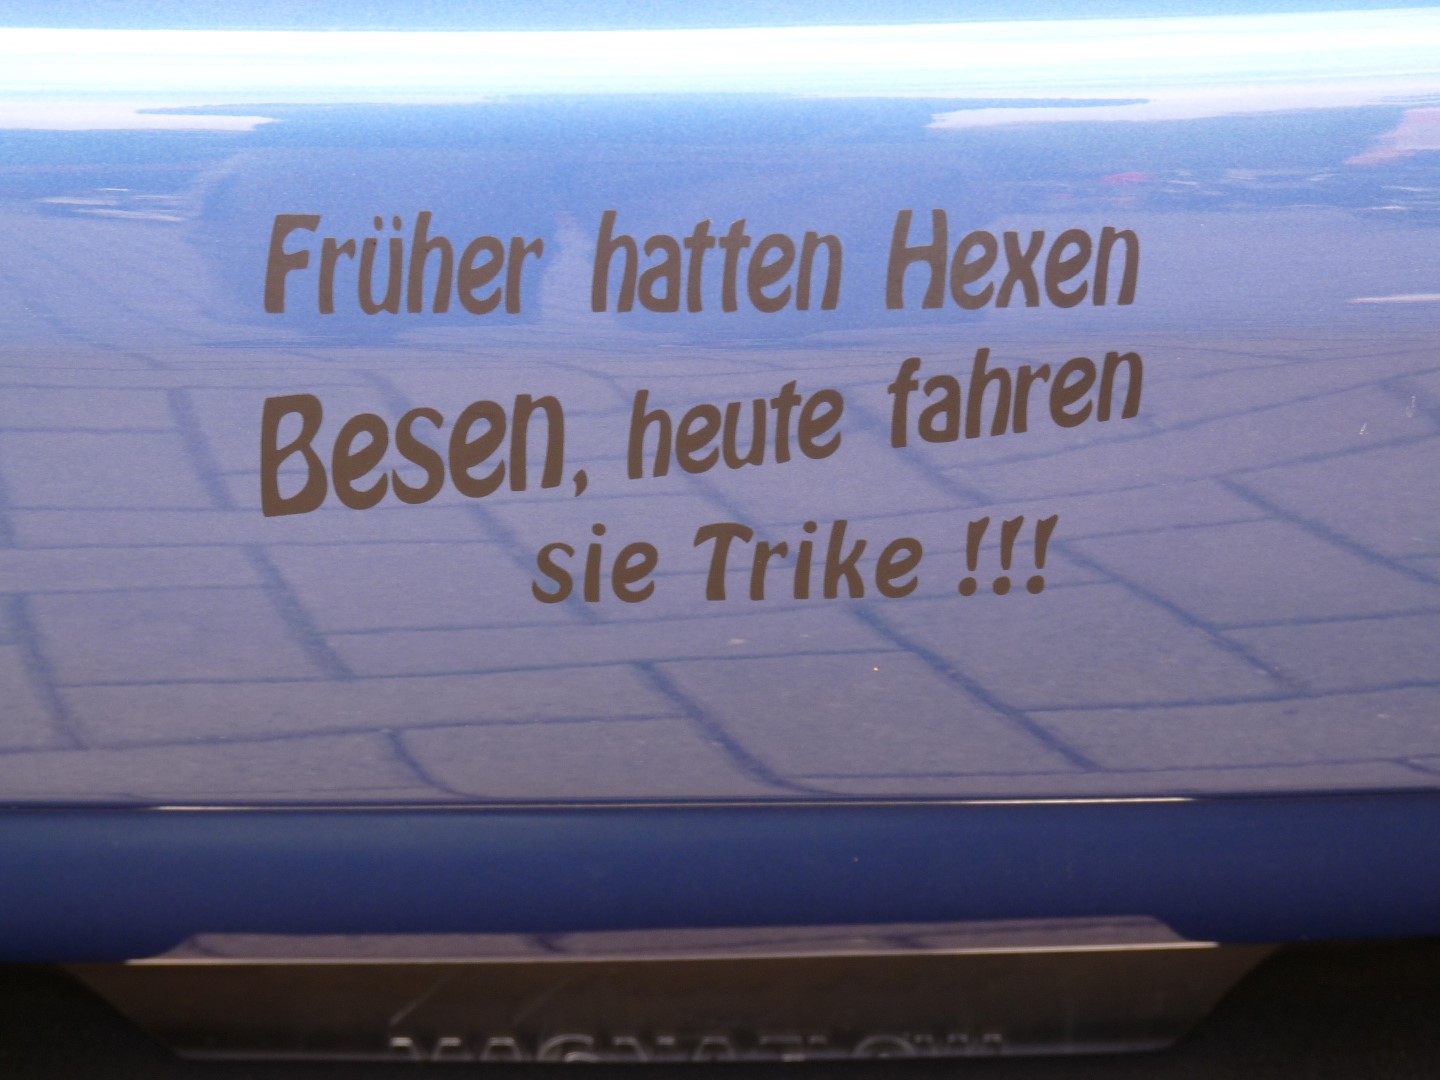 Früher hatten Hexen
Besen, heute fahren
sie Trike !!!